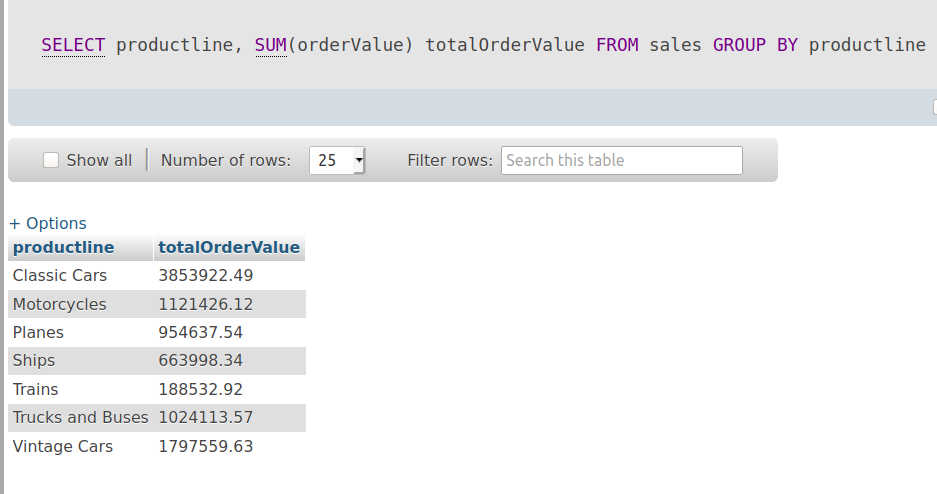 SELECT productline, SUM(orderValue) totalOrderValue FROM sales GROUP BY productline
Show all Number of rows: 25 Filter rows: Search this table
+ Options
productline totalOrderValue
Classic Cars 3853922.49
Motorcycles 1121426.12
Planes 954637.54
Ships 663998.34
Trains 188532.92
Trucks and Buses 1024113.57
Vintage Cars 1797559.63